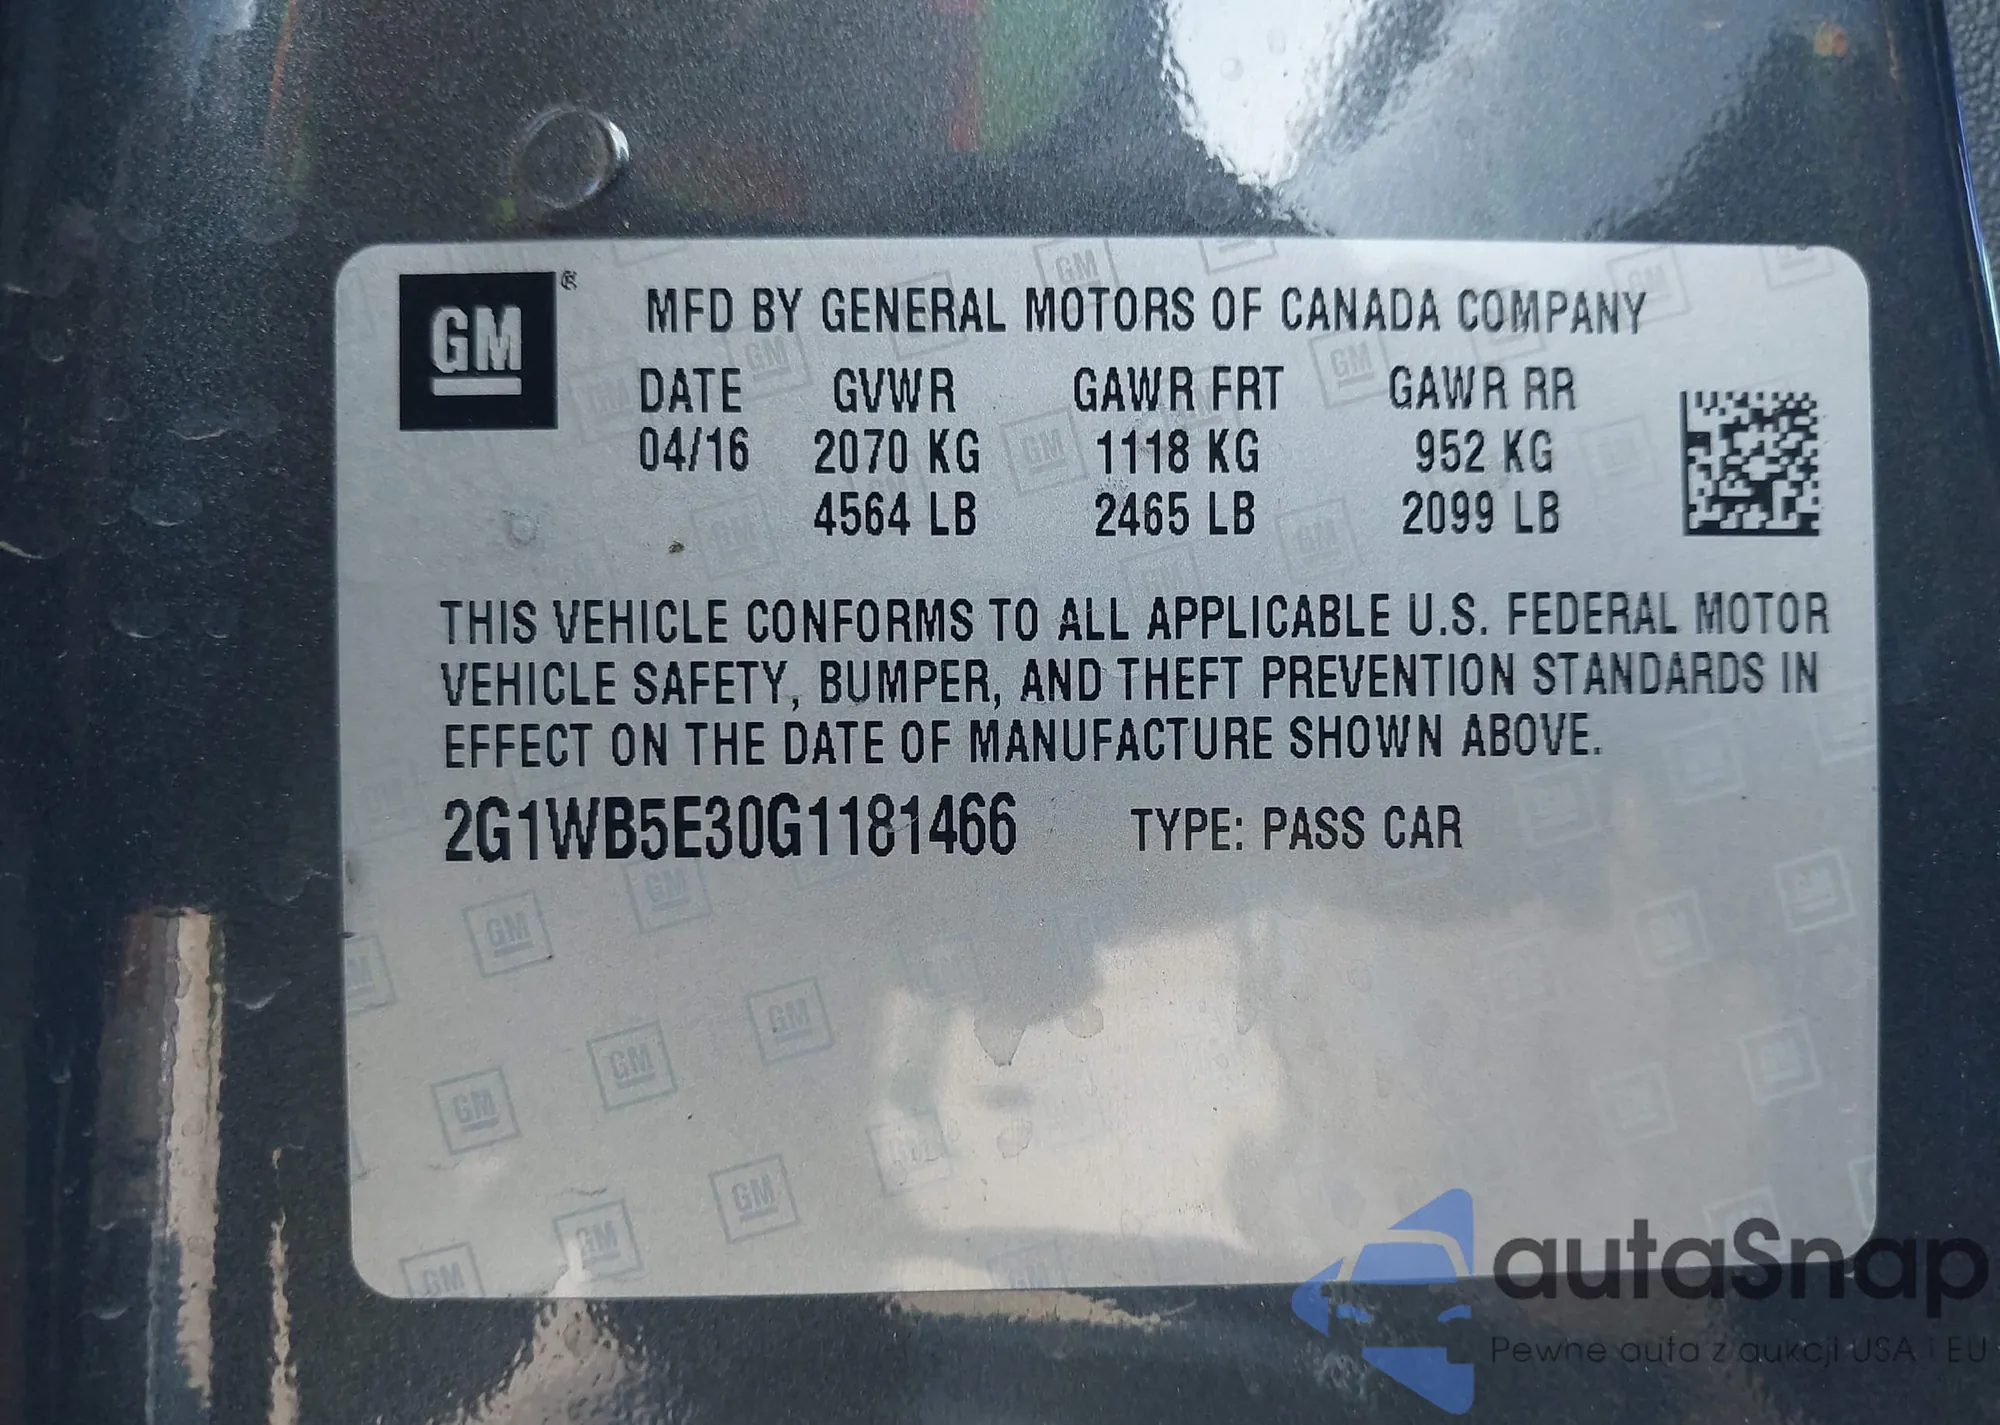 GM ®
MFD BY GENERAL MOTORS OF CANADA COMPANY
DATE GVWR GAWR FRT GAWR RR
04/16 2070 KG 1118 KG 952 KG
4564 LB 2465 LB 2099 LB
THIS VEHICLE CONFORMS TO ALL APPLICABLE U.S. FEDERAL MOTOR
VEHICLE SAFETY, BUMPER, AND THEFT PREVENTION STANDARDS IN
EFFECT ON THE DATE OF MANUFACTURE SHOWN ABOVE.
2G1WB5E30G1181466 TYPE: PASS CAR
autaSnap
Pewne auta z aukcji USA i EU